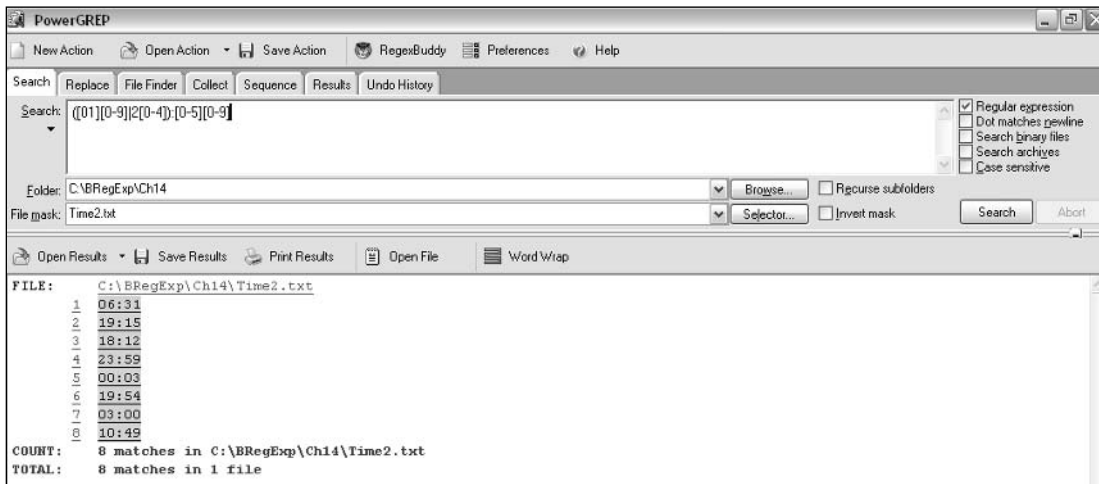 PowerGREP
New Action Open Action Save Action RegexBuddy Preferences Help
Search Replace File Finder Collect Sequence Results Undo History
Search: ([01][0-9]|2[0-4]):[0-5][0-9]
Regular expression
Dot matches newline
Search binary files
Search archives
Case sensitive
Folder: C:\BRegExp\Ch14 Browse... Recurse subfolders
File mask: Time2.txt Selector... Invert mask Search Abort
Open Results Save Results Print Results Open File Word Wrap
FILE: C:\BRegExp\Ch14\Time2.txt
1 06:31
2 19:15
3 18:12
4 23:59
5 00:03
6 19:54
7 03:00
8 10:49
COUNT: 8 matches in C:\BRegExp\Ch14\Time2.txt
TOTAL: 8 matches in 1 file